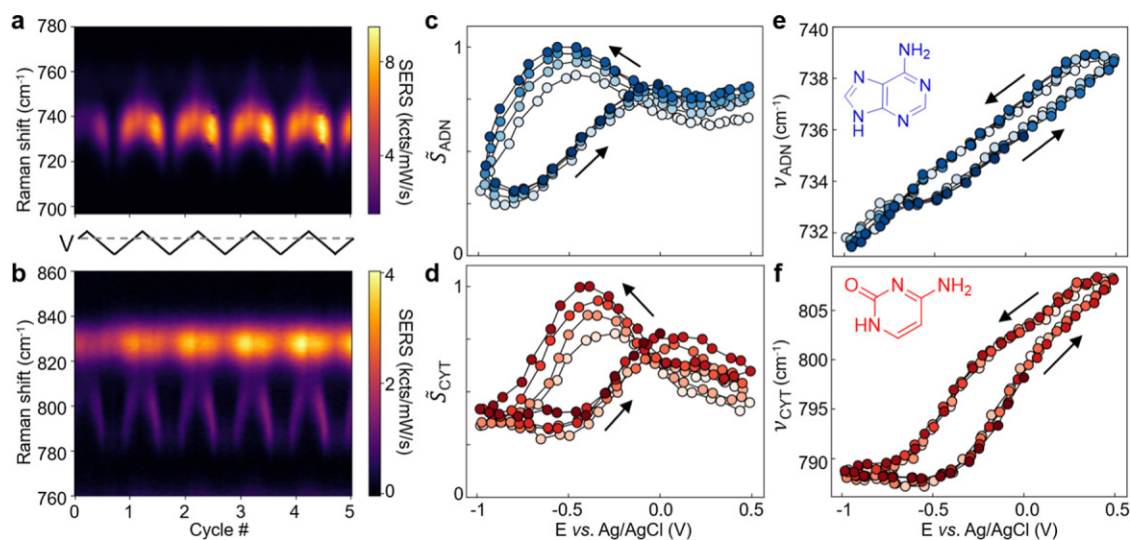 a
780
760
740
720
700
Raman shift (cm⁻¹)
8
4
SERS (kcts/mW/s)
V
b
860
840
820
800
780
760
Raman shift (cm⁻¹)
0
1
2
3
4
5
Cycle #
4
2
0
SERS (kcts/mW/s)
c
1
0
S̃ADN
d
1
0
S̃CYT
-1
-0.5
0.0
0.5
E vs. Ag/AgCl (V)
e
740
738
736
734
732
731
νADN (cm⁻¹)
NH₂
N
N
N
N
H
f
805
800
795
790
νCYT (cm⁻¹)
O
N
NH₂
HN
-1
-0.5
0.0
0.5
E vs. Ag/AgCl (V)